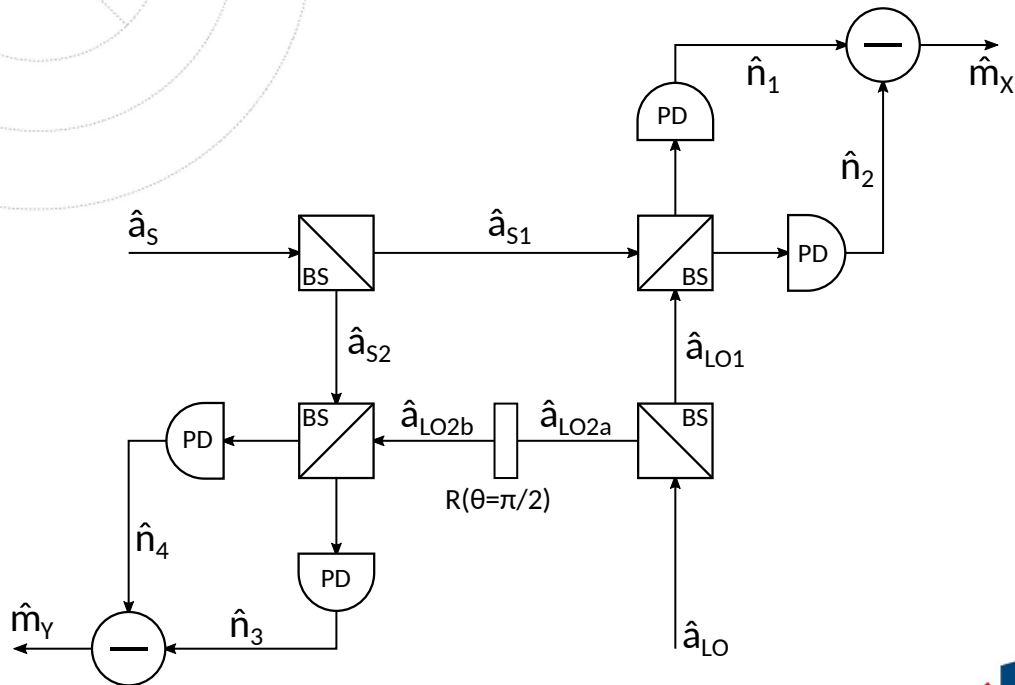 n̂₁
m̂X
PD
n̂₂
âS
âS1
PD
BS
BS
âS2
âLO1
BS
âLO2b
âLO2a
BS
PD
R(θ=π/2)
n̂₄
PD
m̂Y
n̂₃
âLO